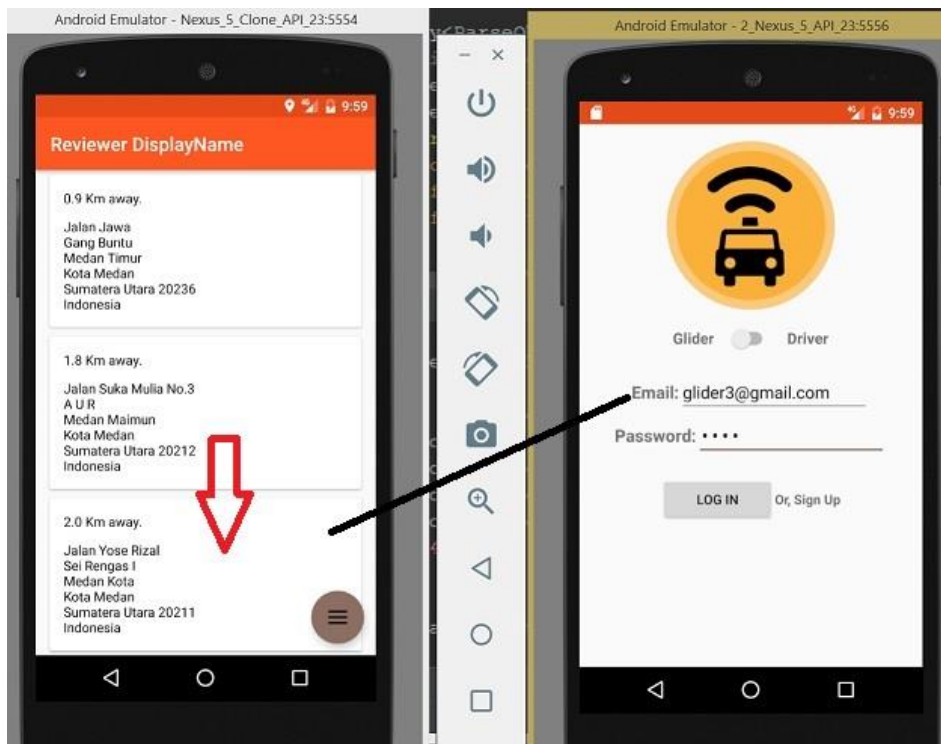 Android Emulator - Nexus_5_Clone_API_23:5554
9:59
Reviewer DisplayName
0.9 Km away.
Jalan Jawa
Gang Buntu
Medan Timur
Kota Medan
Sumatera Utara 20236
Indonesia
1.8 Km away.
Jalan Suka Mulia No.3
A U R
Medan Maimun
Kota Medan
Sumatera Utara 20212
Indonesia
2.0 Km away.
Jalan Yose Rizal
Sei Rengas I
Medan Kota
Kota Medan
Sumatera Utara 20211
Indonesia
Android Emulator - 2_Nexus_5_API_23:5556
9:59
Glider Driver
Email: glider3@gmail.com
Password: ••••
LOG IN Or, Sign Up